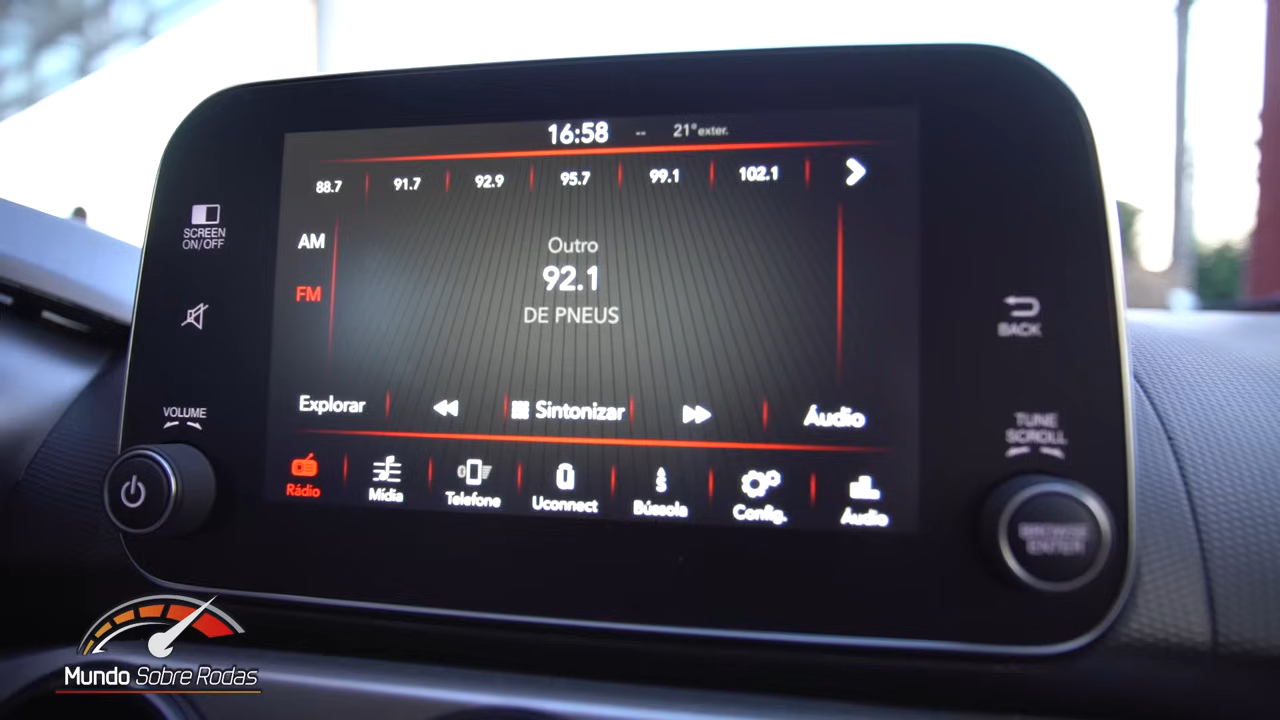 16:58 -- 21° exter.
88.7 91.7 92.9 95.7 99.1 102.1
SCREEN
ON/OFF
AM
FM
Outro
92.1
DE PNEUS
BACK
VOLUME
TUNE
SCROLL
Explorar Sintonizar Áudio
Rádio Mídia Telefone Uconnect Bússola Config. Áudio
BROWSE
ENTER
Mundo Sobre Rodas